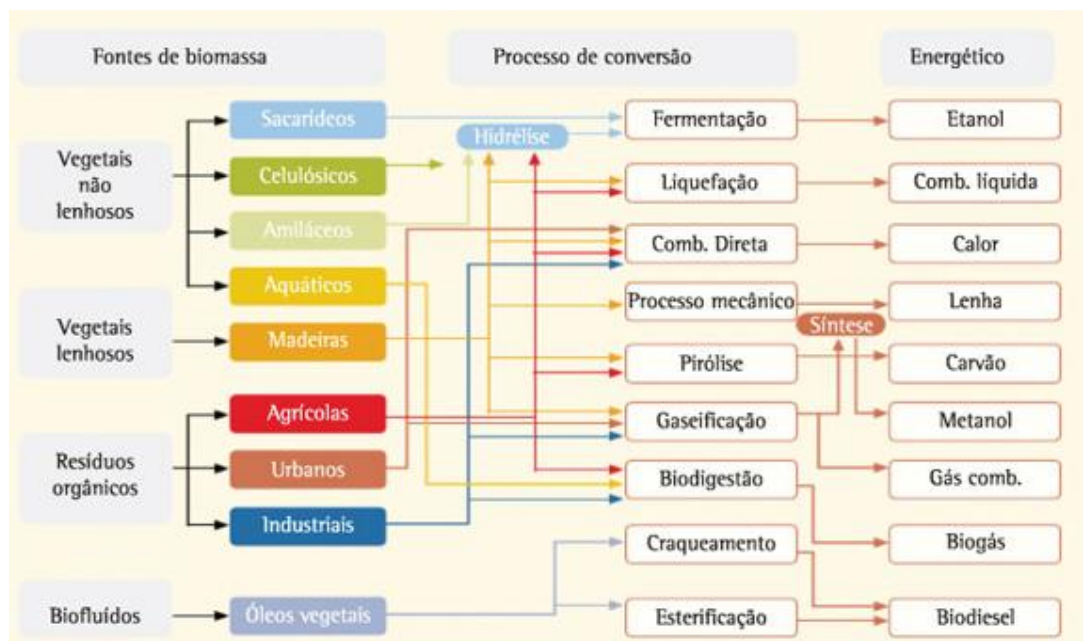 Fontes de biomassa
Processo de conversão
Energético
Vegetais
não
lenhosos
Sacarídeos
Celulósicos
Amiláceos
Aquáticos
Vegetais
lenhosos
Madeiras
Resíduos
orgânicos
Agrícolas
Urbanos
Industriais
Biofluídos
Óleos vegetais
Hidrélise
Fermentação
Liquefação
Comb. Direta
Processo mecânico
Pirólise
Gaseificação
Biodigestão
Craqueamento
Esterificação
Síntese
Etanol
Comb. líquida
Calor
Lenha
Carvão
Metanol
Gás comb.
Biogás
Biodiesel